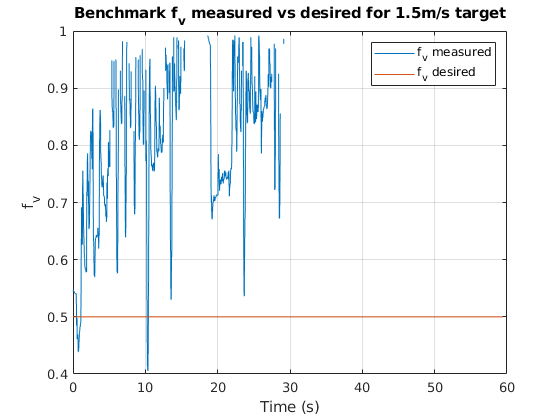 Benchmark f_v measured vs desired for 1.5m/s target
1
0.9
0.8
0.7
0.6
0.5
0.4
f_v
f_v measured
f_v desired
0 10 20 30 40 50 60
Time (s)